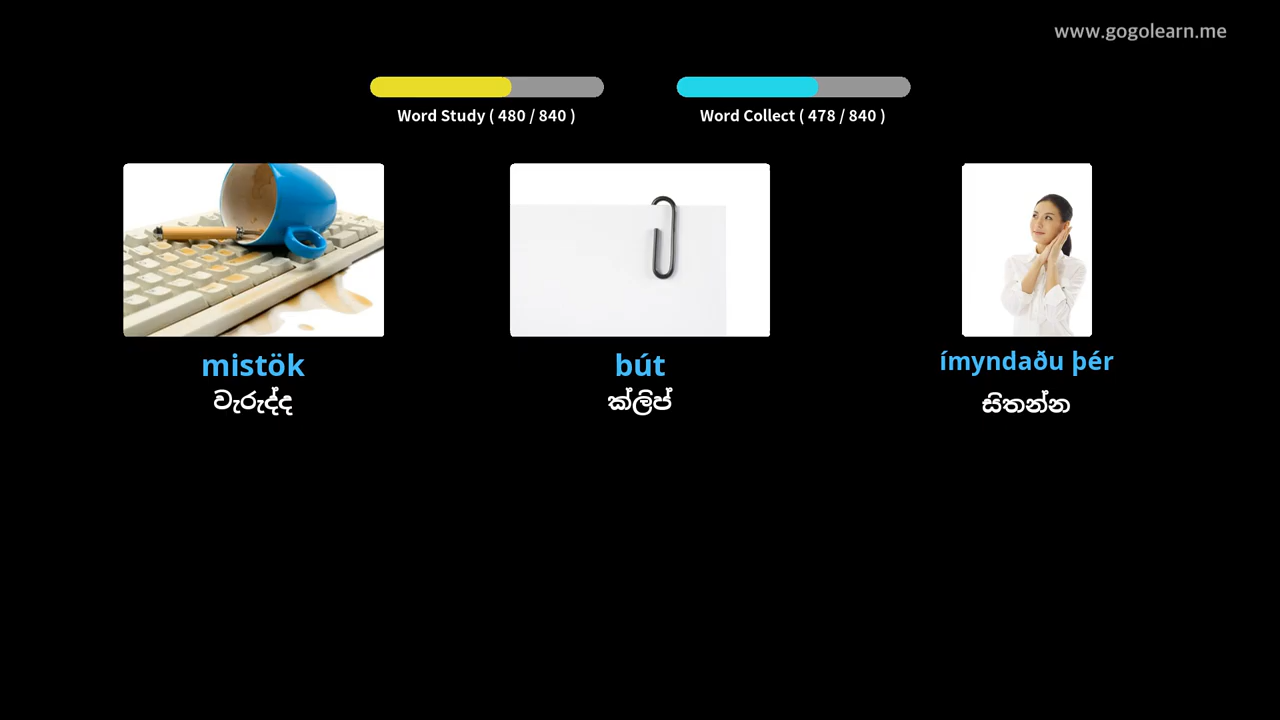 www.gogolearn.me
Word Study ( 480 / 840 )
Word Collect ( 478 / 840 )
mistök
bút
ímyndaðu þér
වැරුද්ද
ක්ලිප්
සිතන්න